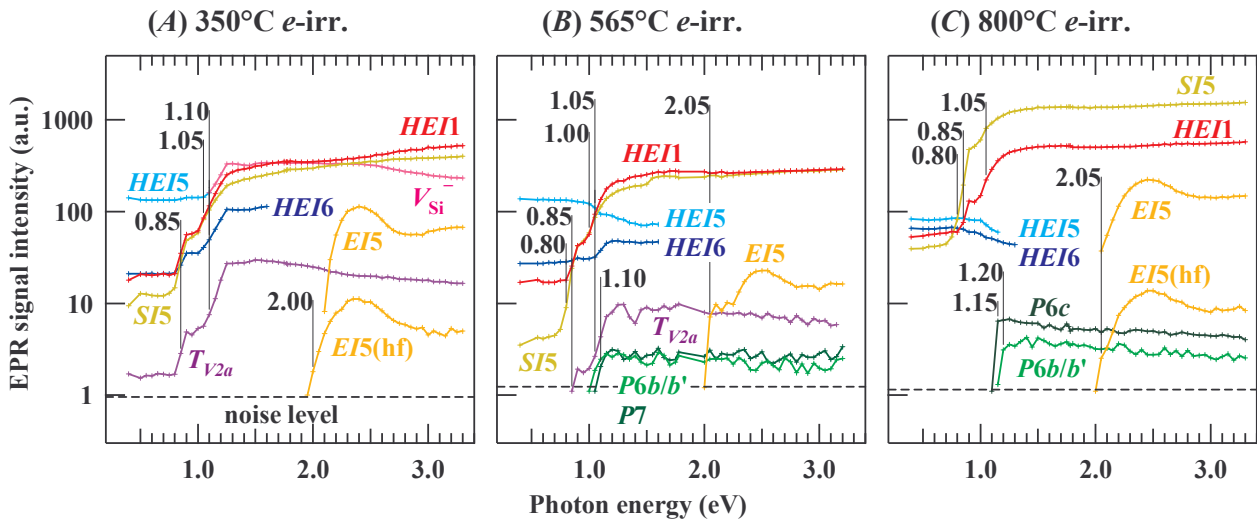 (A) 350°C e-irr.
(B) 565°C e-irr.
(C) 800°C e-irr.
EPR signal intensity (a.u.)
1000
100
10
1
1.10
1.05
0.85
2.00
HEI1
HEI5
V_Si^−
HEI6
EI5
SI5
T_V2a
EI5(hf)
noise level
1.0 2.0 3.0
1.05
1.00
2.05
0.85
0.80
1.10
HEI1
HEI5
HEI6
EI5
SI5
T_V2a
P6b/b'
P7
1.0 2.0 3.0
SI5
1.05
0.85
0.80
HEI1
2.05
HEI5
EI5
HEI6
1.20
1.15
EI5(hf)
P6c
P6b/b'
1.0 2.0 3.0
Photon energy (eV)